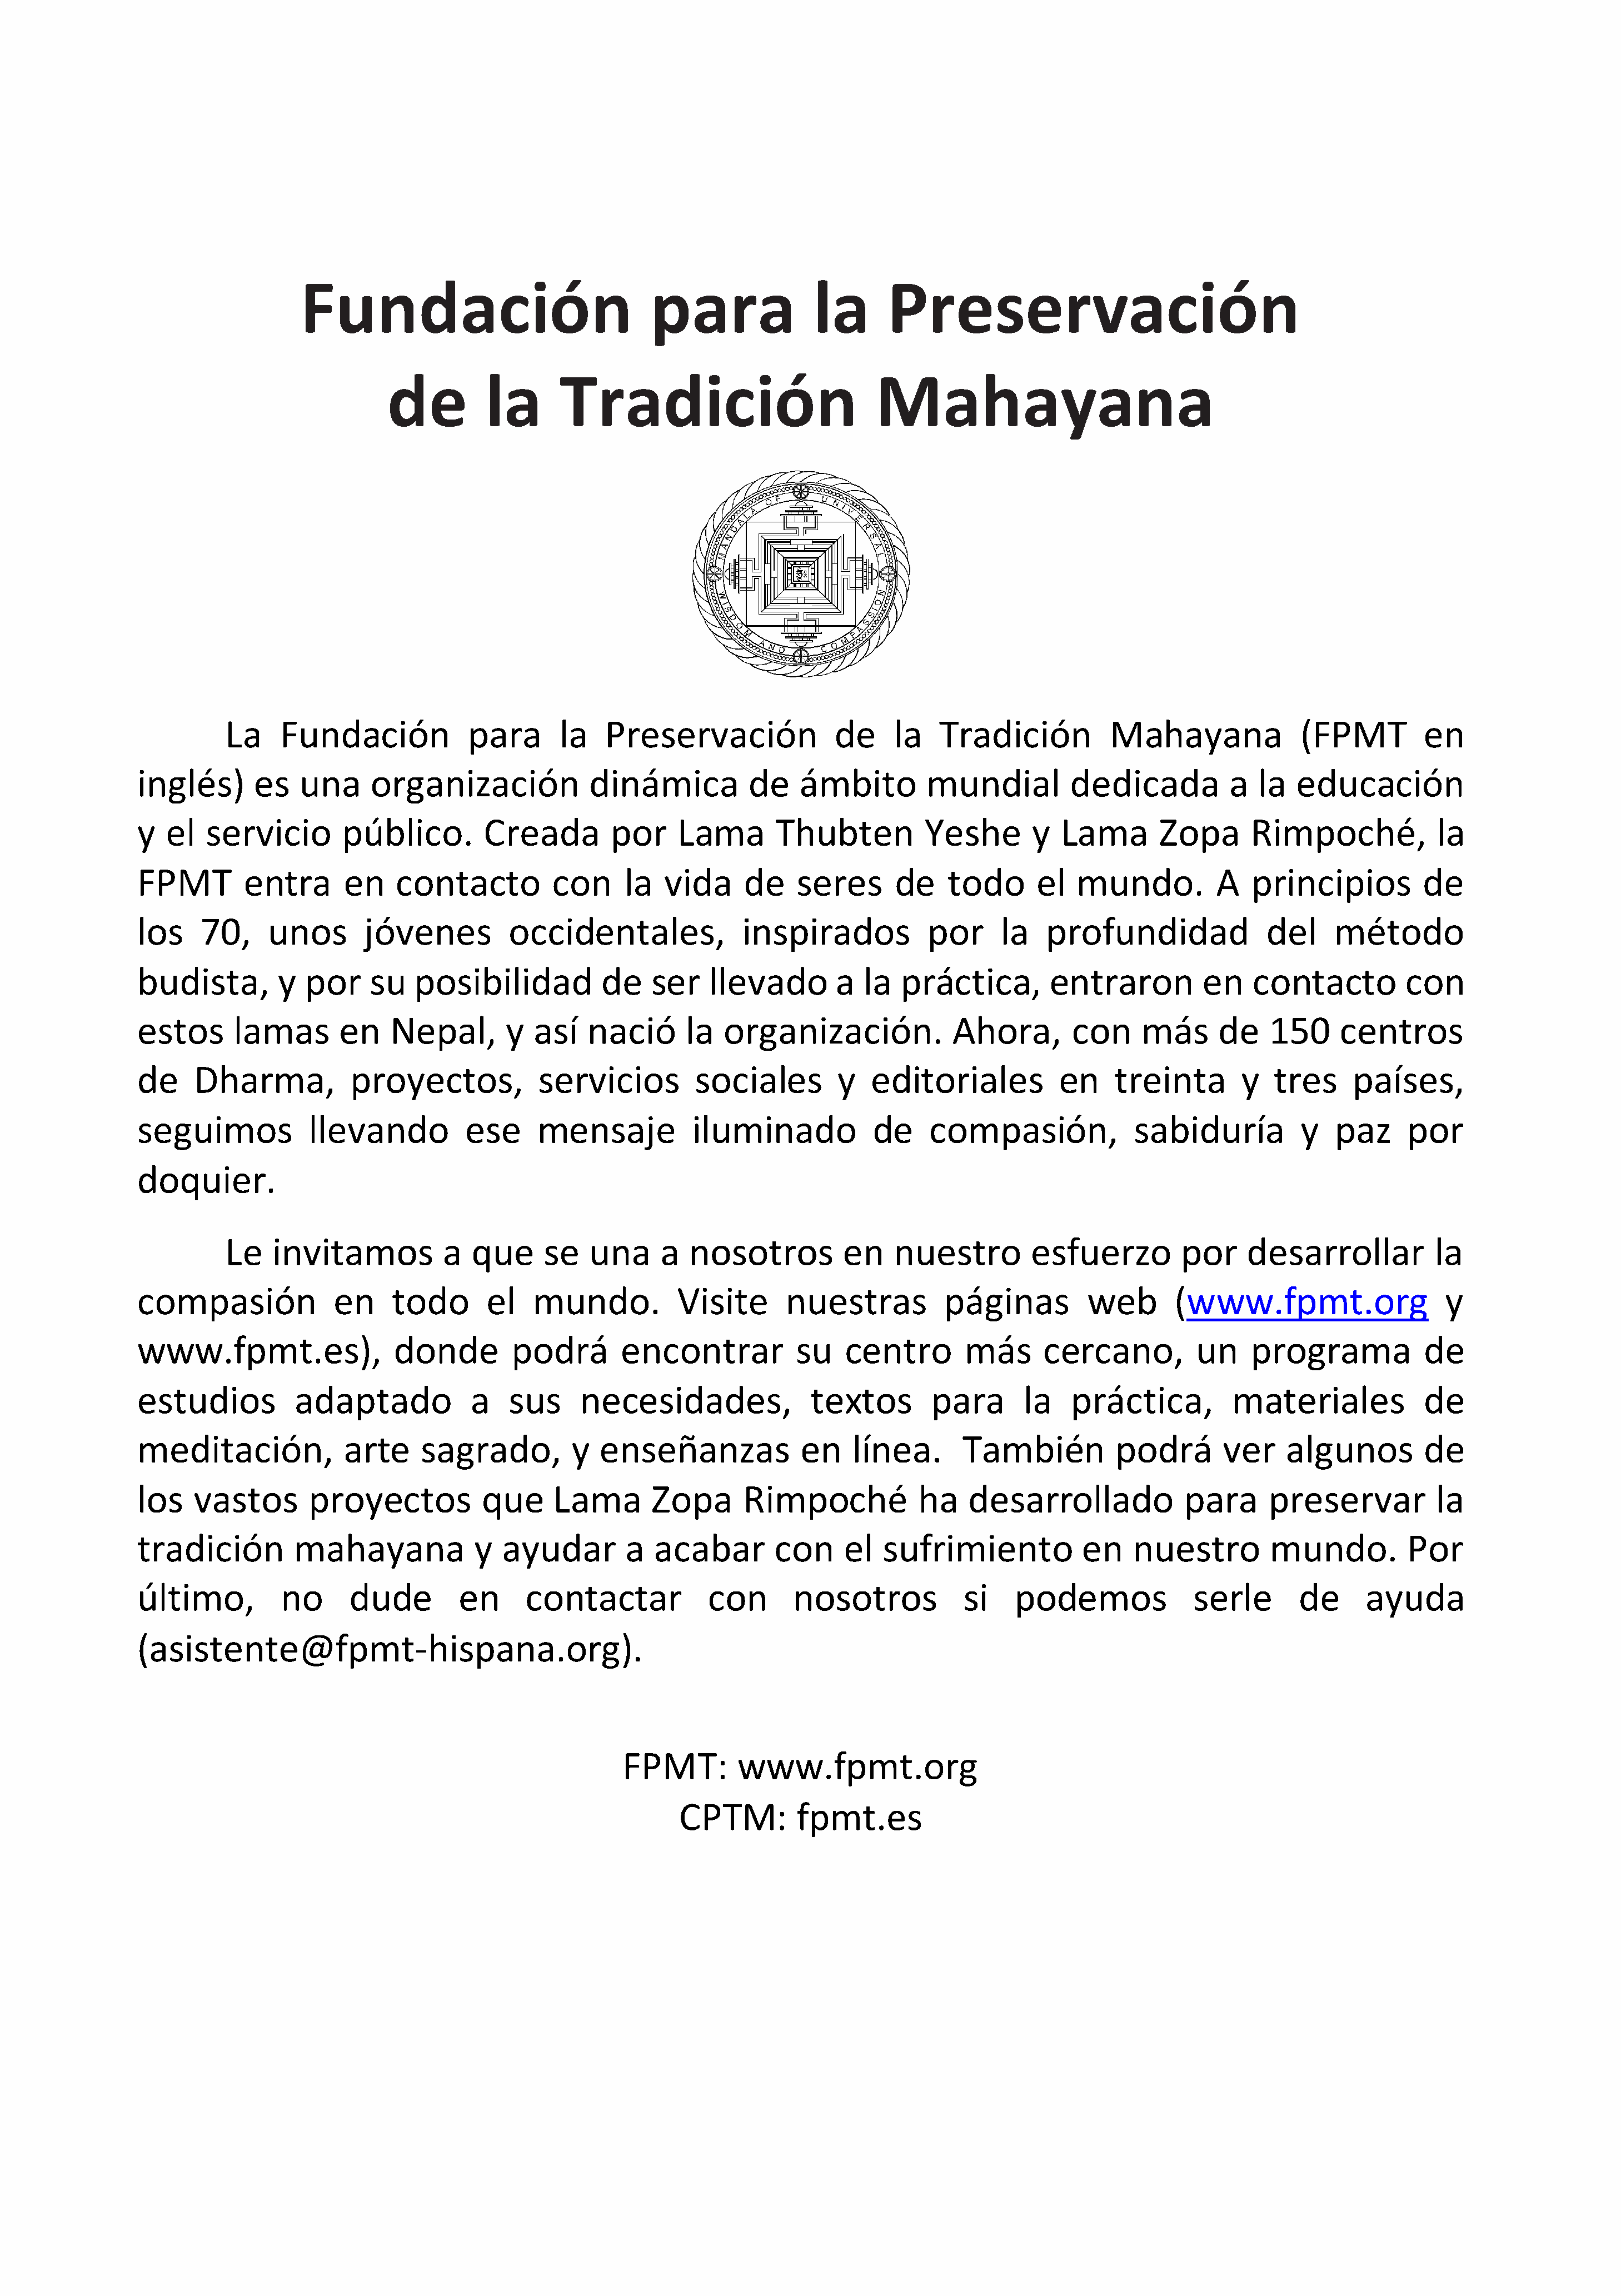 Fundación para la Preservación
de la Tradición Mahayana
MANDALA OF UNIVERSAL
WISDOM AND COMPASSION
La Fundación para la Preservación de la Tradición Mahayana (FPMT en
inglés) es una organización dinámica de ámbito mundial dedicada a la educación
y el servicio público. Creada por Lama Thubten Yeshe y Lama Zopa Rimpoché, la
FPMT entra en contacto con la vida de seres de todo el mundo. A principios de
los 70, unos jóvenes occidentales, inspirados por la profundidad del método
budista, y por su posibilidad de ser llevado a la práctica, entraron en contacto con
estos lamas en Nepal, y así nació la organización. Ahora, con más de 150 centros
de Dharma, proyectos, servicios sociales y editoriales en treinta y tres países,
seguimos llevando ese mensaje iluminado de compasión, sabiduría y paz por
doquier.
Le invitamos a que se una a nosotros en nuestro esfuerzo por desarrollar la
compasión en todo el mundo. Visite nuestras páginas web (www.fpmt.org y
www.fpmt.es), donde podrá encontrar su centro más cercano, un programa de
estudios adaptado a sus necesidades, textos para la práctica, materiales de
meditación, arte sagrado, y enseñanzas en línea. También podrá ver algunos de
los vastos proyectos que Lama Zopa Rimpoché ha desarrollado para preservar la
tradición mahayana y ayudar a acabar con el sufrimiento en nuestro mundo. Por
último, no dude en contactar con nosotros si podemos serle de ayuda
(asistente@fpmt-hispana.org).
FPMT: www.fpmt.org
CPTM: fpmt.es